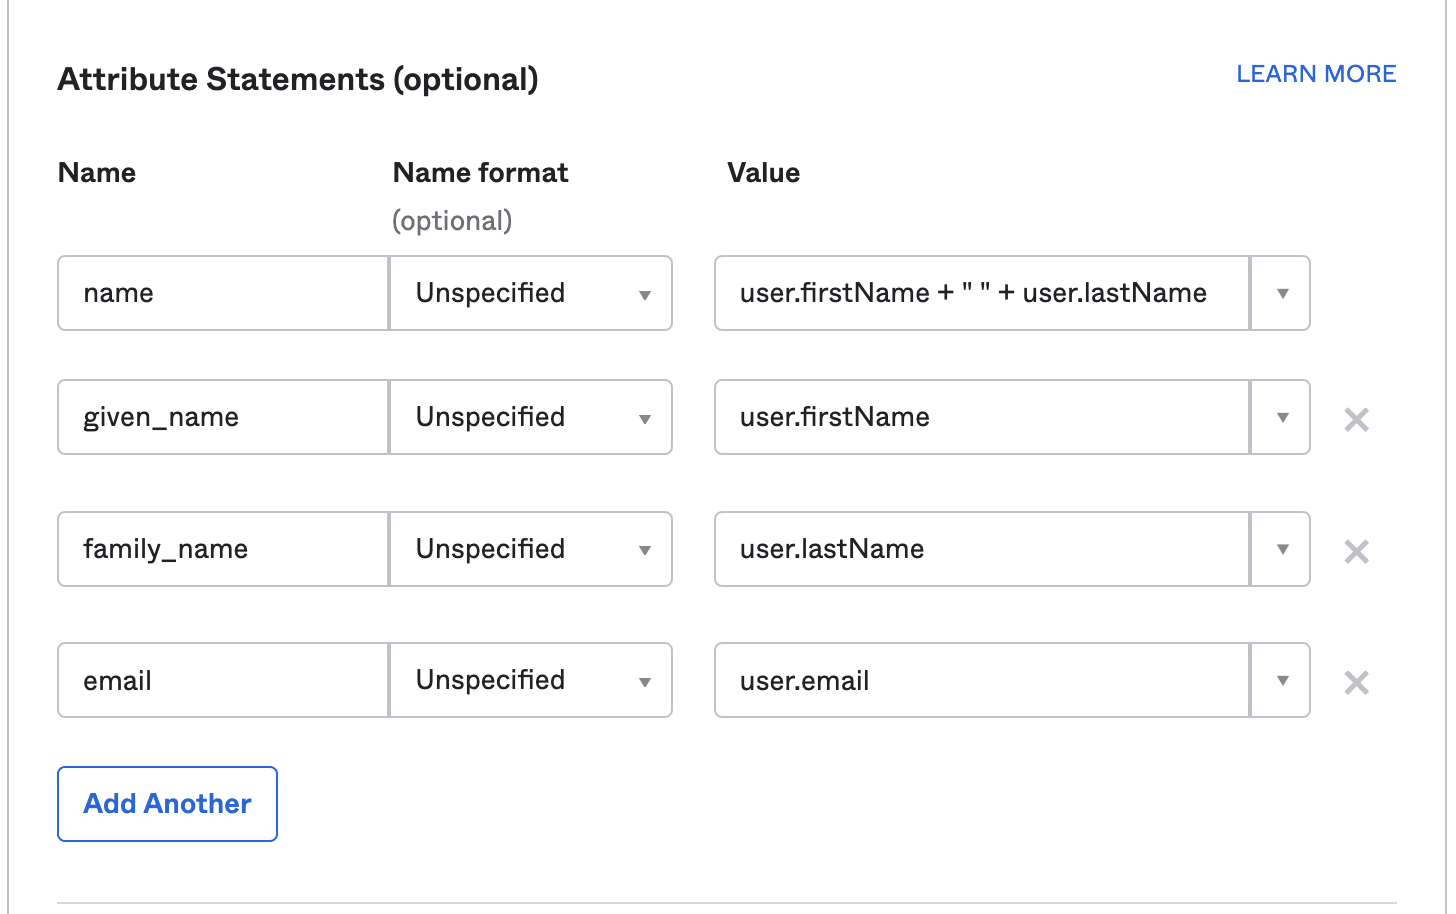 Attribute Statements (optional)
LEARN MORE
Name Name format Value
(optional)
name Unspecified user.firstName + " " + user.lastName
given_name Unspecified user.firstName
family_name Unspecified user.lastName
email Unspecified user.email
Add Another